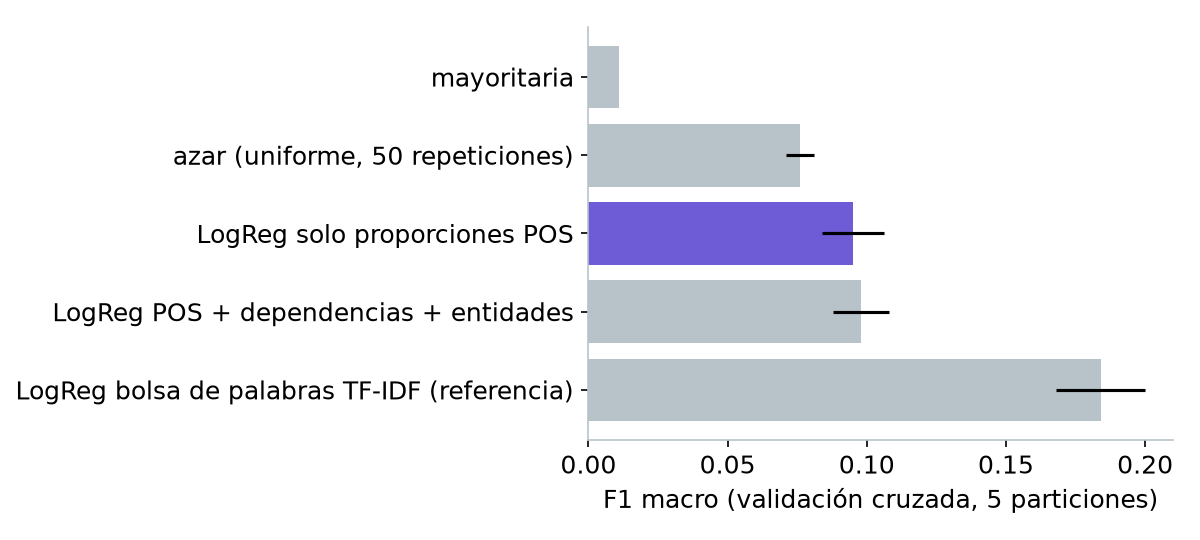 mayoritaria
azar (uniforme, 50 repeticiones)
LogReg solo proporciones POS
LogReg POS + dependencias + entidades
LogReg bolsa de palabras TF-IDF (referencia)
0.00 0.05 0.10 0.15 0.20
F1 macro (validación cruzada, 5 particiones)